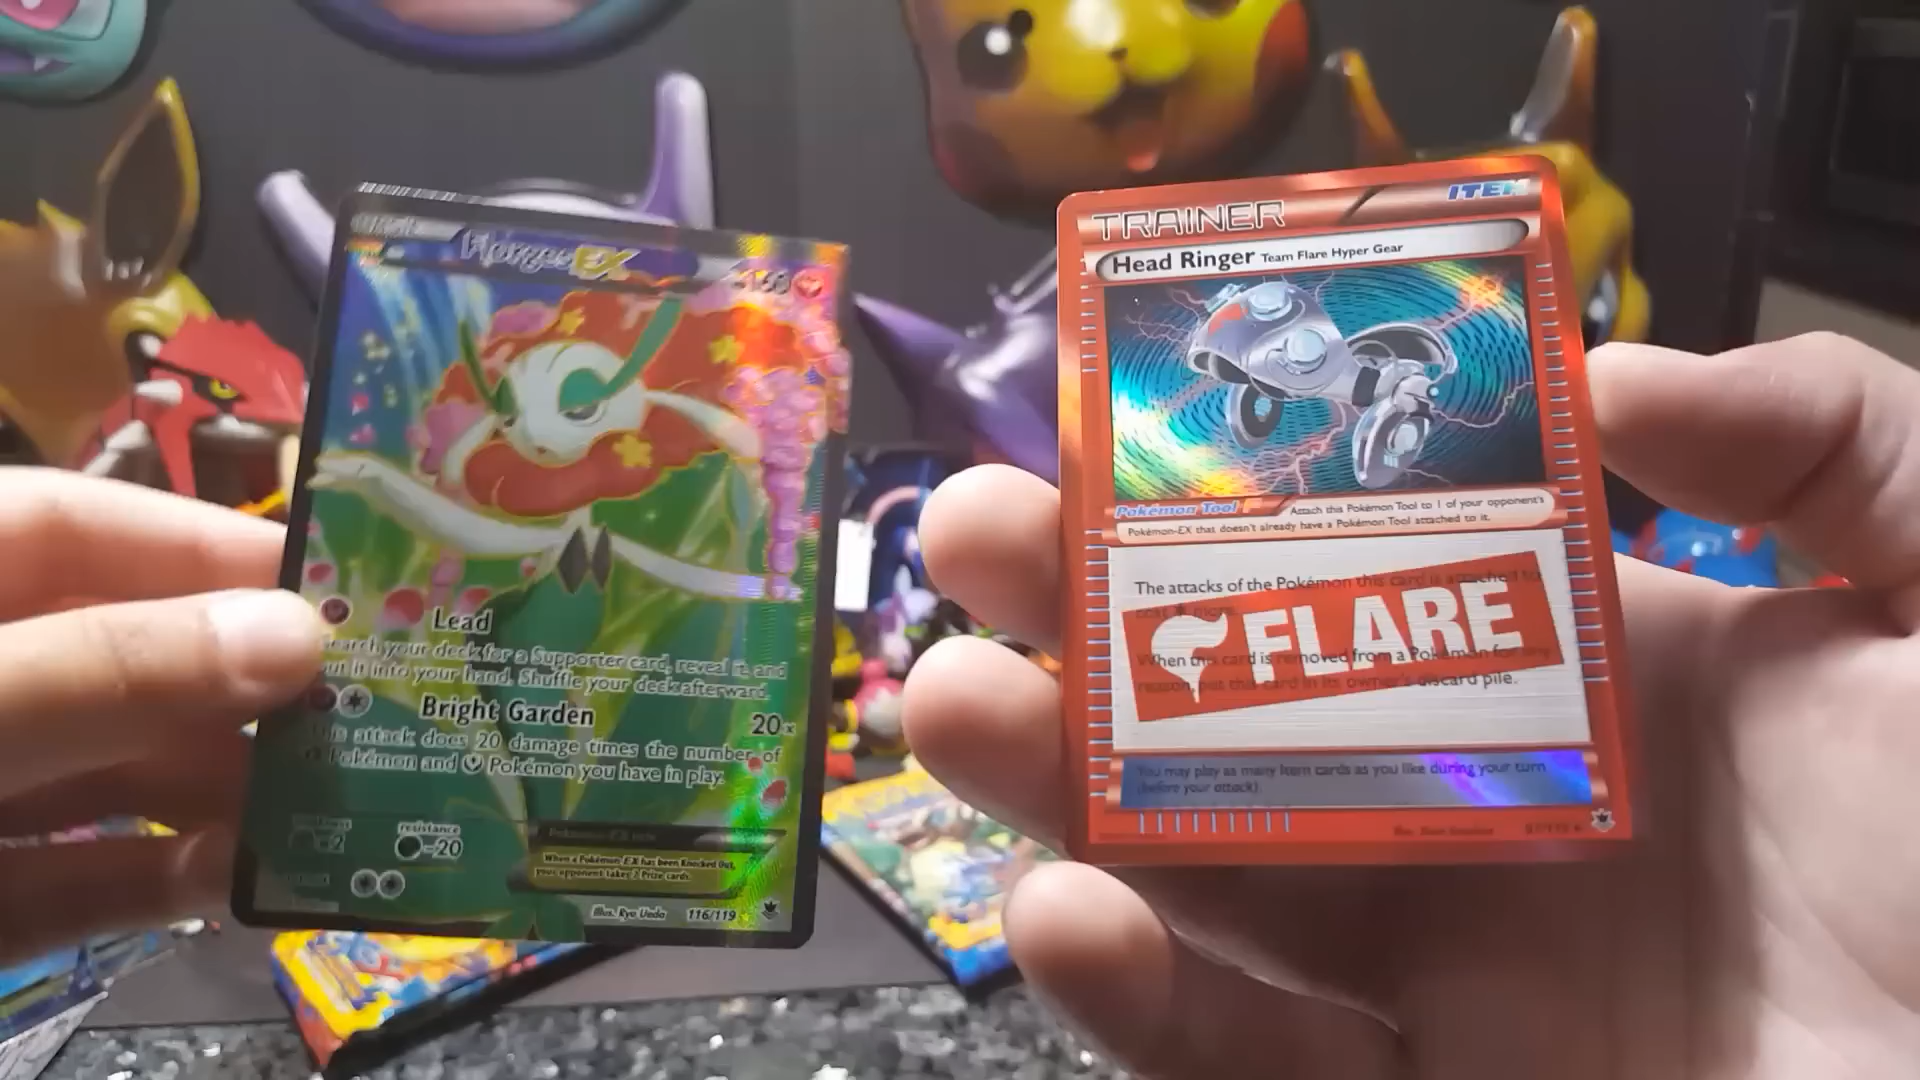 Florges EX
160
Lead
Search your deck for a Supporter card, reveal it, and
put it into your hand. Shuffle your deck afterward.
Bright Garden 20x
This attack does 20 damage times the number of
Pokémon and Pokémon you have in play.
resistance
-20
When a Pokémon-EX has been Knocked Out,
your opponent takes 2 Prize cards.
Illus. Ryo Ueda 116/119
ITEM
TRAINER
Head Ringer Team Flare Hyper Gear
Pokémon Tool F Attach this Pokémon Tool to 1 of your opponent's
Pokémon-EX that doesn't already have a Pokémon Tool attached to it.
The attacks of the Pokémon this card is attached to
cost more.
FLARE
When this card is removed from a Pokémon for any
reason, put this card in its owner's discard pile.
You may play as many Item cards as you like during your turn
(before your attack).